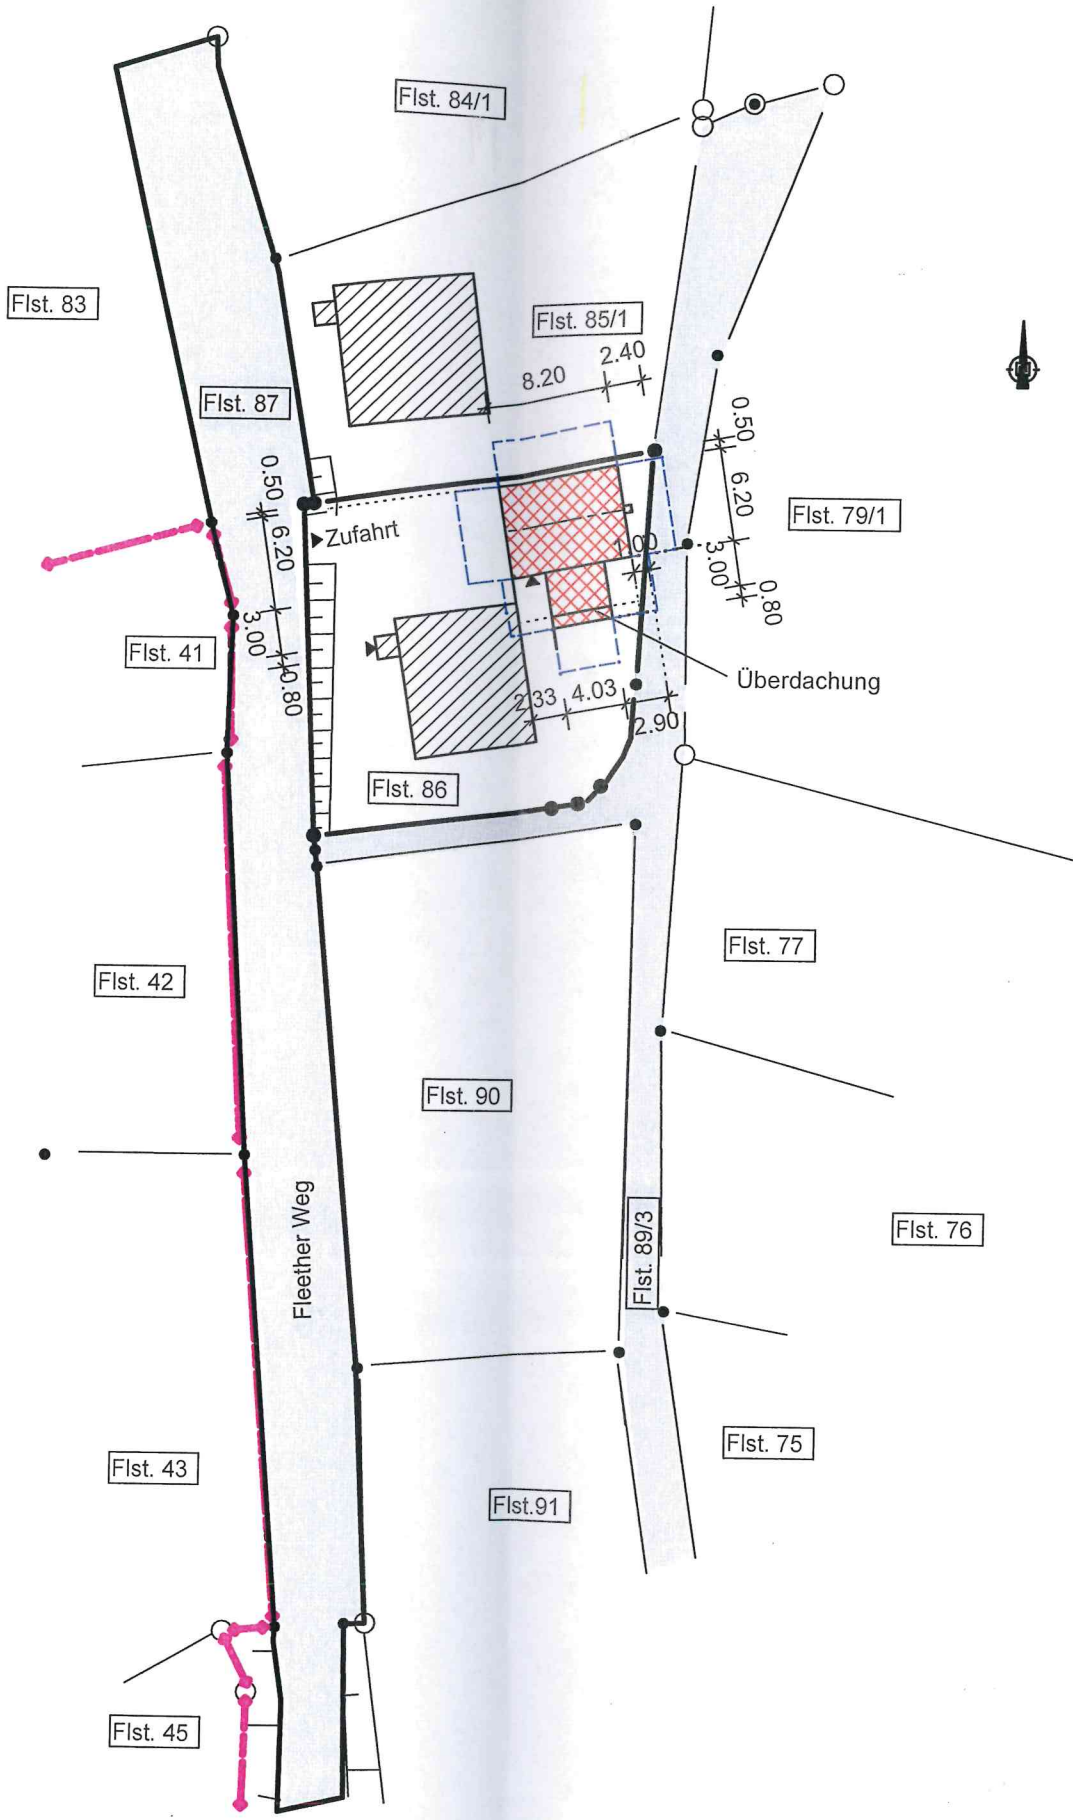 Flst. 84/1
Flst. 83
Flst. 85/1
2.40
8.20
Flst. 87
0.50
6.20
3.00
0.80
Zufahrt
0.50
6.20
3.00
0.80
Flst. 79/1
Flst. 41
Überdachung
2.33
4.03
2.90
Flst. 86
Flst. 77
Flst. 42
Flst. 90
Fleether Weg
Flst. 89/3
Flst. 76
Flst. 43
Flst. 75
Flst.91
Flst. 45